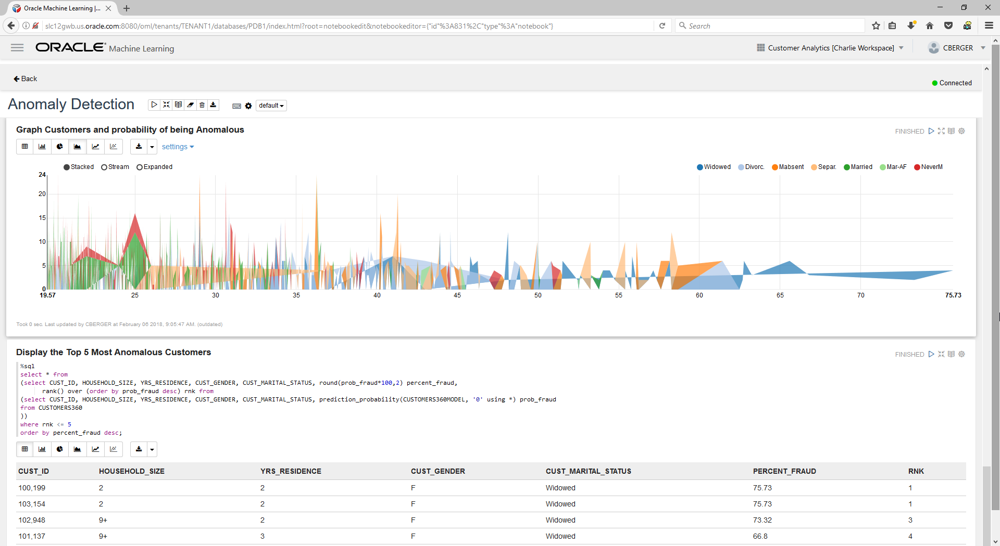 Oracle Machine Learning |...
slc12gwb.us.oracle.com:8080/oml/tenants/TENANT1/databases/PDB1/index.html?root=notebookedit&notebookeditor={"id"%3A831%2C"type"%3A"notebook"}
Search
ORACLE Machine Learning
Customer Analytics [Charlie Workspace]
CBERGER
Back
Connected
Anomaly Detection
default
Graph Customers and probability of being Anomalous
FINISHED
settings
Stacked Stream Expanded
Widowed Divorc. Mabsent Separ. Married Mar-AF NeverM
24
20
15
10
5
0
19.57 25 30 35 40 45 50 55 60 65 70 75.73
Took 0 sec. Last updated by CBERGER at February 06 2018, 9:05:47 AM. (outdated)
Display the Top 5 Most Anomalous Customers
FINISHED
%sql
select * from
(select CUST_ID, HOUSEHOLD_SIZE, YRS_RESIDENCE, CUST_GENDER, CUST_MARITAL_STATUS, round(prob_fraud*100,2) percent_fraud,
rank() over (order by prob_fraud desc) rnk from
(select CUST_ID, HOUSEHOLD_SIZE, YRS_RESIDENCE, CUST_GENDER, CUST_MARITAL_STATUS, prediction_probability(CUSTOMERS360MODEL, '0' using *) prob_fraud
from CUSTOMERS360
))
where rnk <= 5
order by percent_fraud desc;
CUST_ID HOUSEHOLD_SIZE YRS_RESIDENCE CUST_GENDER CUST_MARITAL_STATUS PERCENT_FRAUD RNK
100,199 2 2 F Widowed 75.73 1
103,154 2 2 F Widowed 75.73 1
102,948 9+ 2 F Widowed 73.32 3
101,137 9+ 3 F Widowed 66.8 4